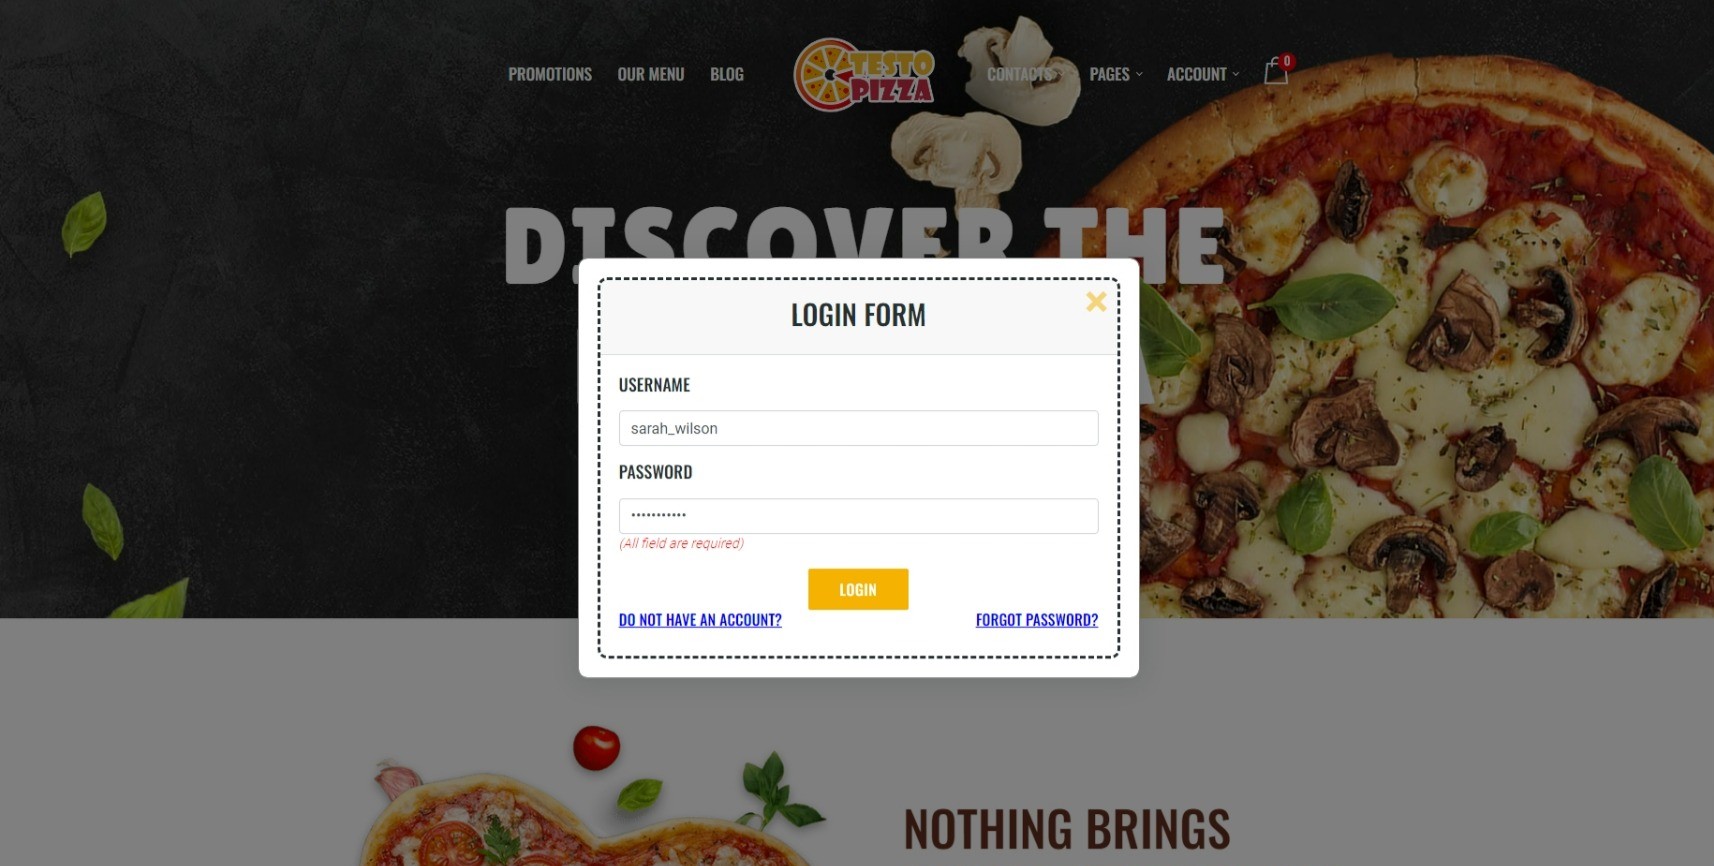 PROMOTIONS OUR MENU BLOG TESTO PIZZA CONTACTS PAGES ACCOUNT 0
DISCOVER THE
LOGIN FORM
USERNAME
sarah_wilson
PASSWORD
•••••••••••
(All field are required)
LOGIN
DO NOT HAVE AN ACCOUNT? FORGOT PASSWORD?
NOTHING BRINGS